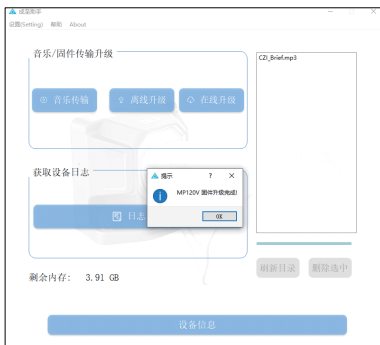 成至助手
设置(Setting) 帮助 About
音乐/固件传输升级
音乐传输
离线升级
在线升级
CZJ_Brief.mp3
获取设备日志
日志
提示
MP120V 固件升级完成!
OK
剩余内存: 3.91 GB
刷新目录
删除选中
设备信息